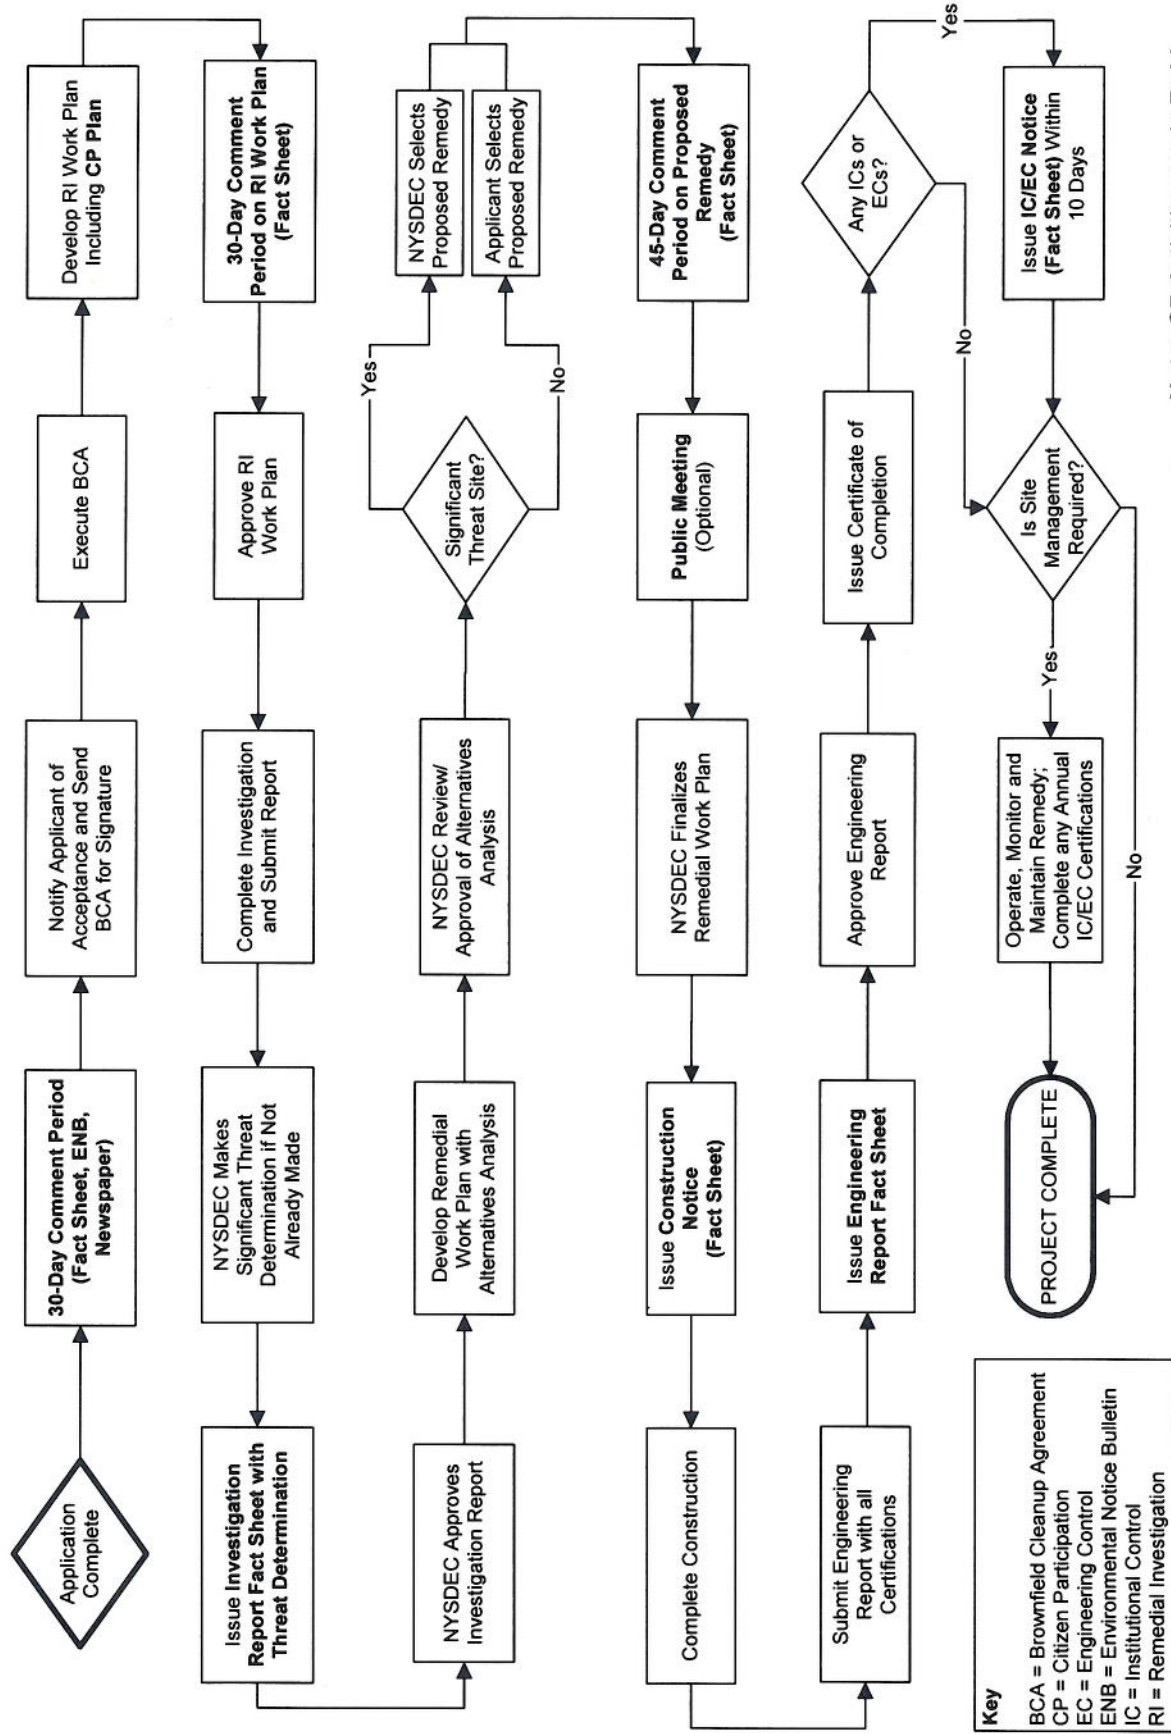 Application
Complete
30-Day Comment Period
(Fact Sheet, ENB,
Newspaper)
Notify Applicant of
Acceptance and Send
BCA for Signature
Execute BCA
Develop RI Work Plan
Including CP Plan
30-Day Comment
Period on RI Work Plan
(Fact Sheet)
Approve RI
Work Plan
Complete Investigation
and Submit Report
NYSDEC Makes
Significant Threat
Determination if Not
Already Made
Issue Investigation
Report Fact Sheet with
Threat Determination
NYSDEC Approves
Investigation Report
Develop Remedial
Work Plan with
Alternatives Analysis
NYSDEC Review/
Approval of Alternatives
Analysis
Significant
Threat Site?
Yes
No
NYSDEC Selects
Proposed Remedy
Applicant Selects
Proposed Remedy
45-Day Comment
Period on Proposed
Remedy
(Fact Sheet)
Public Meeting
(Optional)
NYSDEC Finalizes
Remedial Work Plan
Issue Construction
Notice
(Fact Sheet)
Complete Construction
Submit Engineering
Report with all
Certifications
Issue Engineering
Report Fact Sheet
Approve Engineering
Report
Issue Certificate of
Completion
Any ICs or
ECs?
Yes
No
Issue IC/EC Notice
(Fact Sheet) Within
10 Days
Is Site
Management
Required?
Yes
No
Operate, Monitor and
Maintain Remedy;
Complete any Annual
IC/EC Certifications
PROJECT COMPLETE
Key
BCA = Brownfield Cleanup Agreement
CP = Citizen Participation
EC = Engineering Control
ENB = Environmental Notice Bulletin
IC = Institutional Control
RI = Remedial Investigation